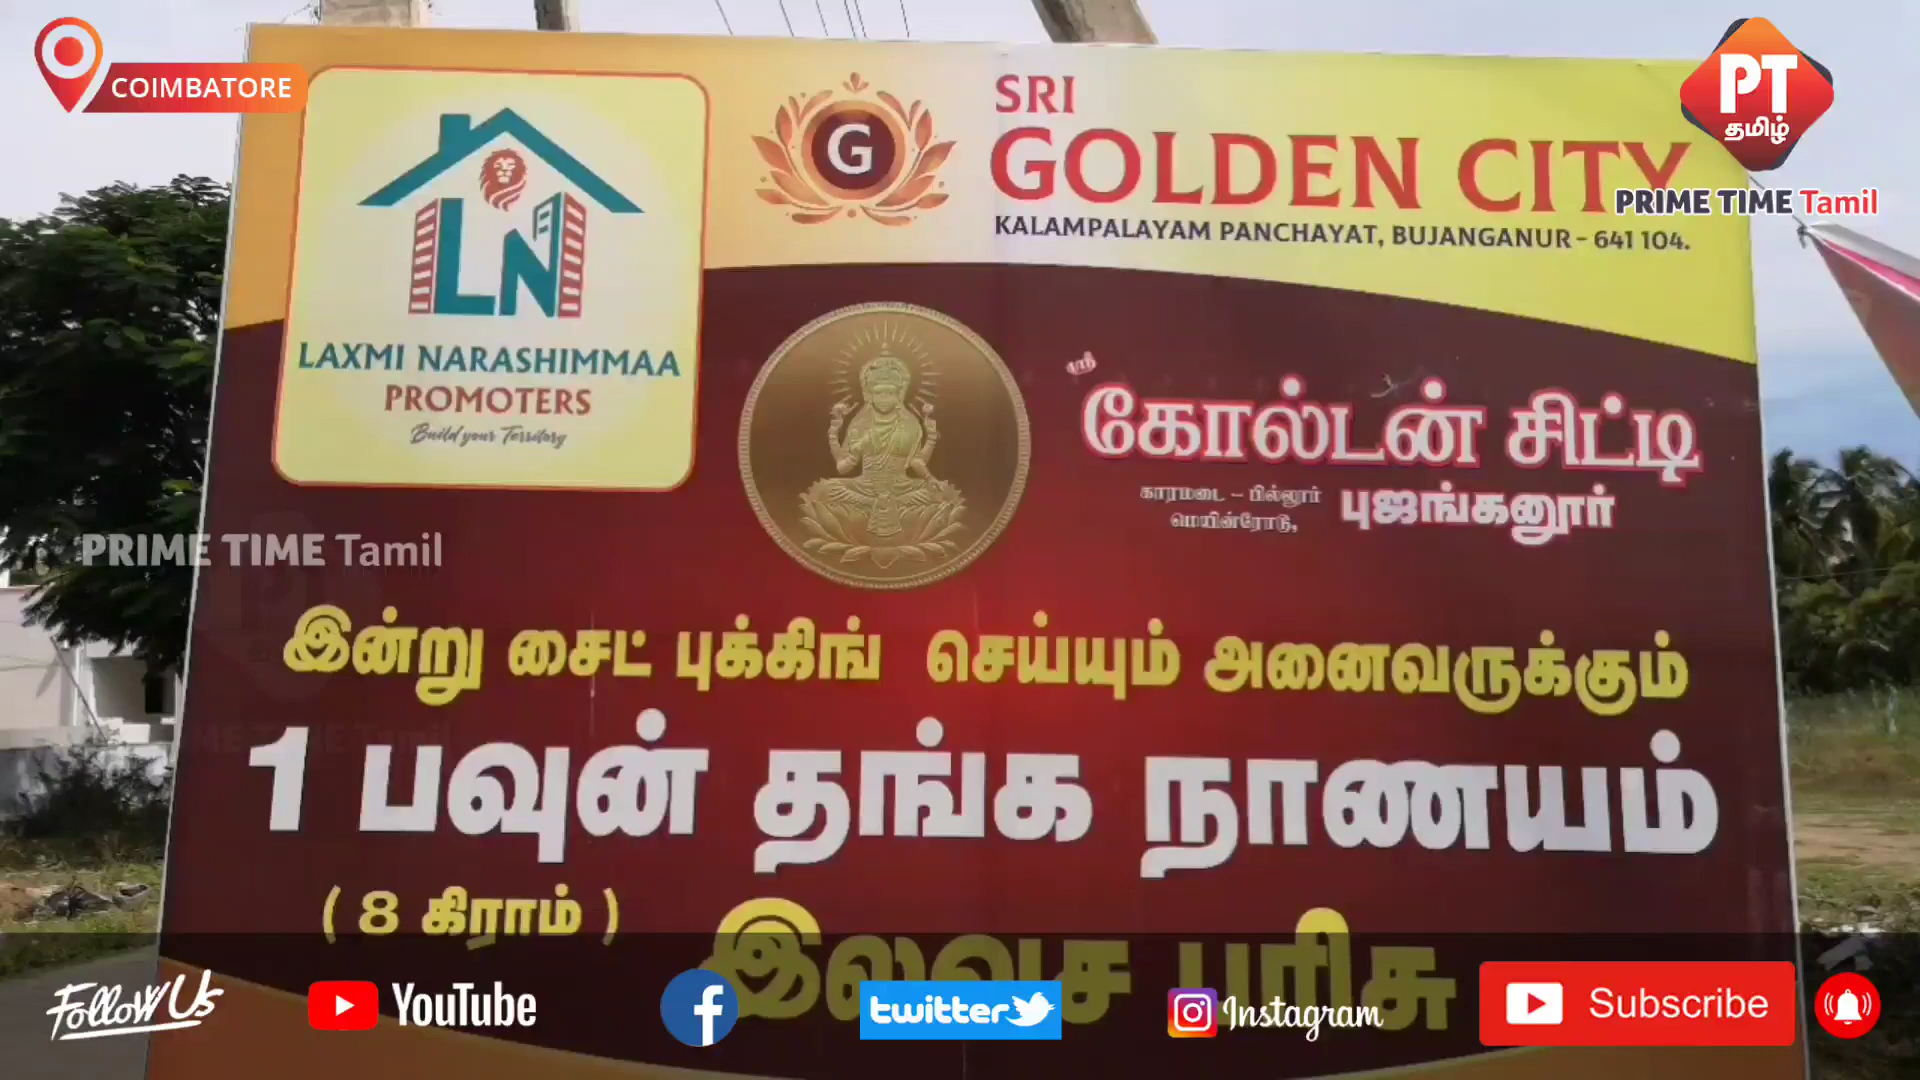 COIMBATORE
PT
தமிழ்
PRIME TIME Tamil
LN
LAXMI NARASHIMMAA
PROMOTERS
Build your Territory
G
SRI
GOLDEN CITY
KALAMPALAYAM PANCHAYAT, BUJANGANUR - 641 104.
ஸ்ரீ
கோல்டன் சிட்டி
காரமடை - பில்லூர்
மெயின்ரோடு,
புஜங்கனூர்
PRIME TIME Tamil
இன்று சைட் புக்கிங் செய்யும் அனைவருக்கும்
1 பவுன் தங்க நாணயம்
( 8 கிராம் )
இலவச பரிசு
Follow Us
YouTube
f
twitter
Instagram
Subscribe